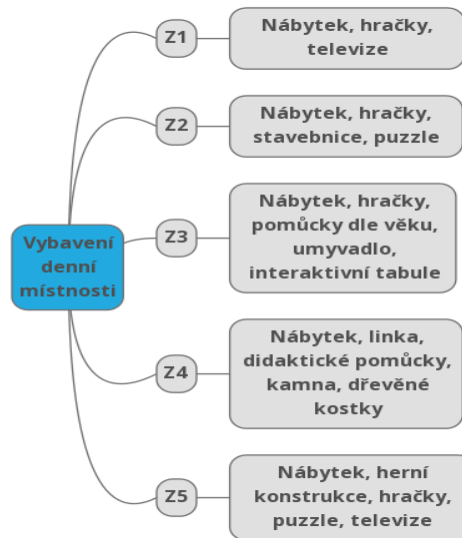 Vybavení
denní
místnosti
Z1
Nábytek, hračky,
televize
Z2
Nábytek, hračky,
stavebnice, puzzle
Z3
Nábytek, hračky,
pomůcky dle věku,
umyvadlo,
interaktivní tabule
Z4
Nábytek, linka,
didaktické pomůcky,
kamna, dřevěné
kostky
Z5
Nábytek, herní
konstrukce, hračky,
puzzle, televize